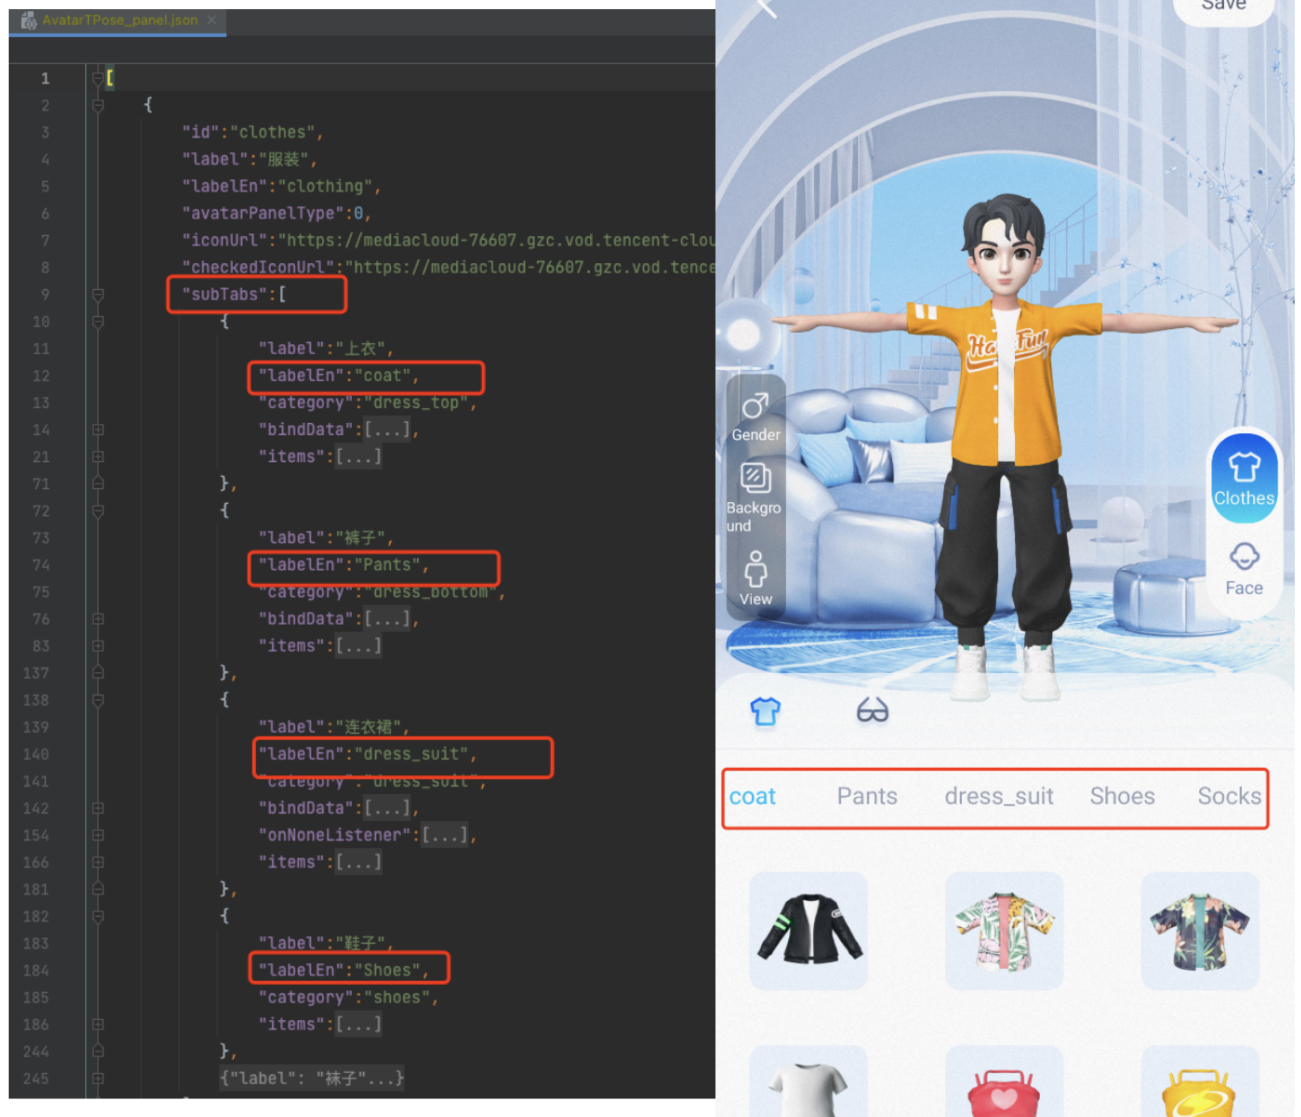 AvatarTPose_panel.json
1 [
2 {
3 "id":"clothes",
4 "label":"服装",
5 "labelEn":"clothing",
6 "avatarPanelType":0,
7 "iconUrl":"https://mediacloud-76607.gzc.vod.tencent-clou
8 "checkedIconUrl":"https://mediacloud-76607.gzc.vod.tence
9 "subTabs":[
10 {
11 "label":"上衣",
12 "labelEn":"coat",
13 "category":"dress_top",
14 "bindData":[...],
21 "items":[...]
71 },
72 {
73 "label":"裤子",
74 "labelEn":"Pants",
75 "category":"dress_bottom",
76 "bindData":[...],
83 "items":[...]
137 },
138 {
139 "label":"连衣裙",
140 "labelEn":"dress_suit",
141 "category":"dress_suit",
142 "bindData":[...],
154 "onNoneListener":[...],
166 "items":[...]
181 },
182 {
183 "label":"鞋子",
184 "labelEn":"Shoes",
185 "category":"shoes",
186 "items":[...]
244 },
245 {"label": "袜子"...}
Save
Gender
Backgro
und
View
Clothes
Face
coat Pants dress_suit Shoes Socks